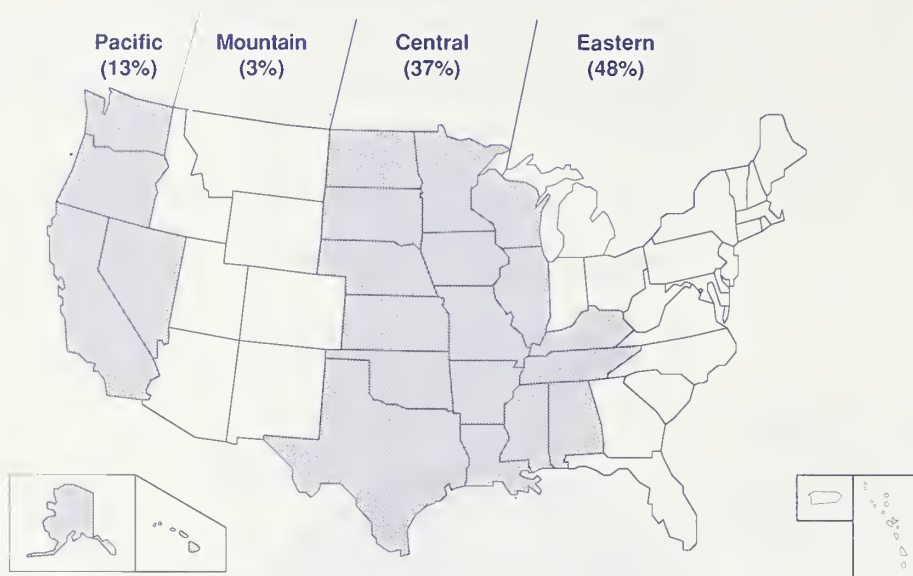 Pacific
(13%)
Mountain
(3%)
Central
(37%)
Eastern
(48%)